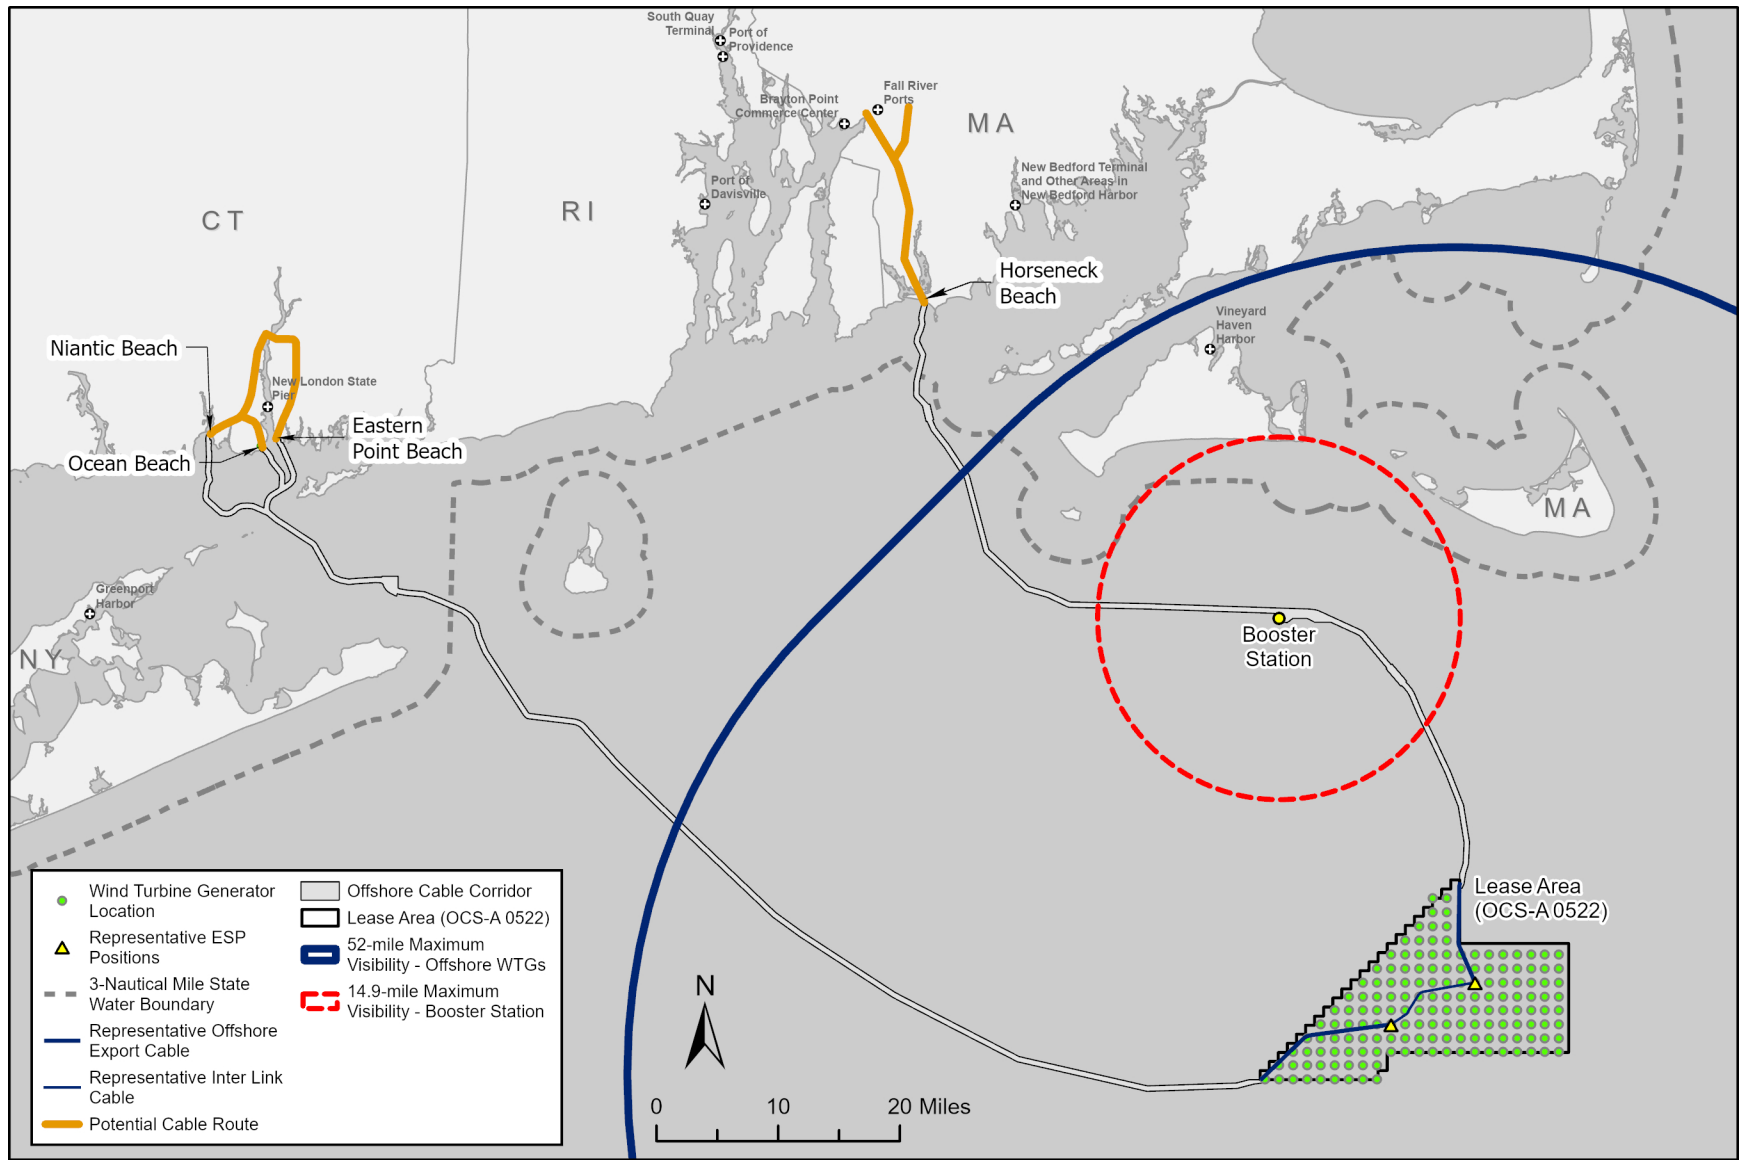 South Quay
Terminal
Port of
Providence
Brayton Point
Commerce Center
Fall River
Ports
MA
New Bedford Terminal
and Other Areas in
New Bedford Harbor
Port of
Davisville
CT
RI
Horseneck
Beach
Vineyard
Haven
Harbor
Niantic Beach
New London State
Pier
Eastern
Point Beach
Ocean Beach
MA
Greenport
Harbor
NY
Booster
Station
Lease Area
(OCS-A 0522)
Wind Turbine Generator
Location
Representative ESP
Positions
3-Nautical Mile State
Water Boundary
Representative Offshore
Export Cable
Representative Inter Link
Cable
Potential Cable Route
Offshore Cable Corridor
Lease Area (OCS-A 0522)
52-mile Maximum
Visibility - Offshore WTGs
14.9-mile Maximum
Visibility - Booster Station
N
0 10 20 Miles